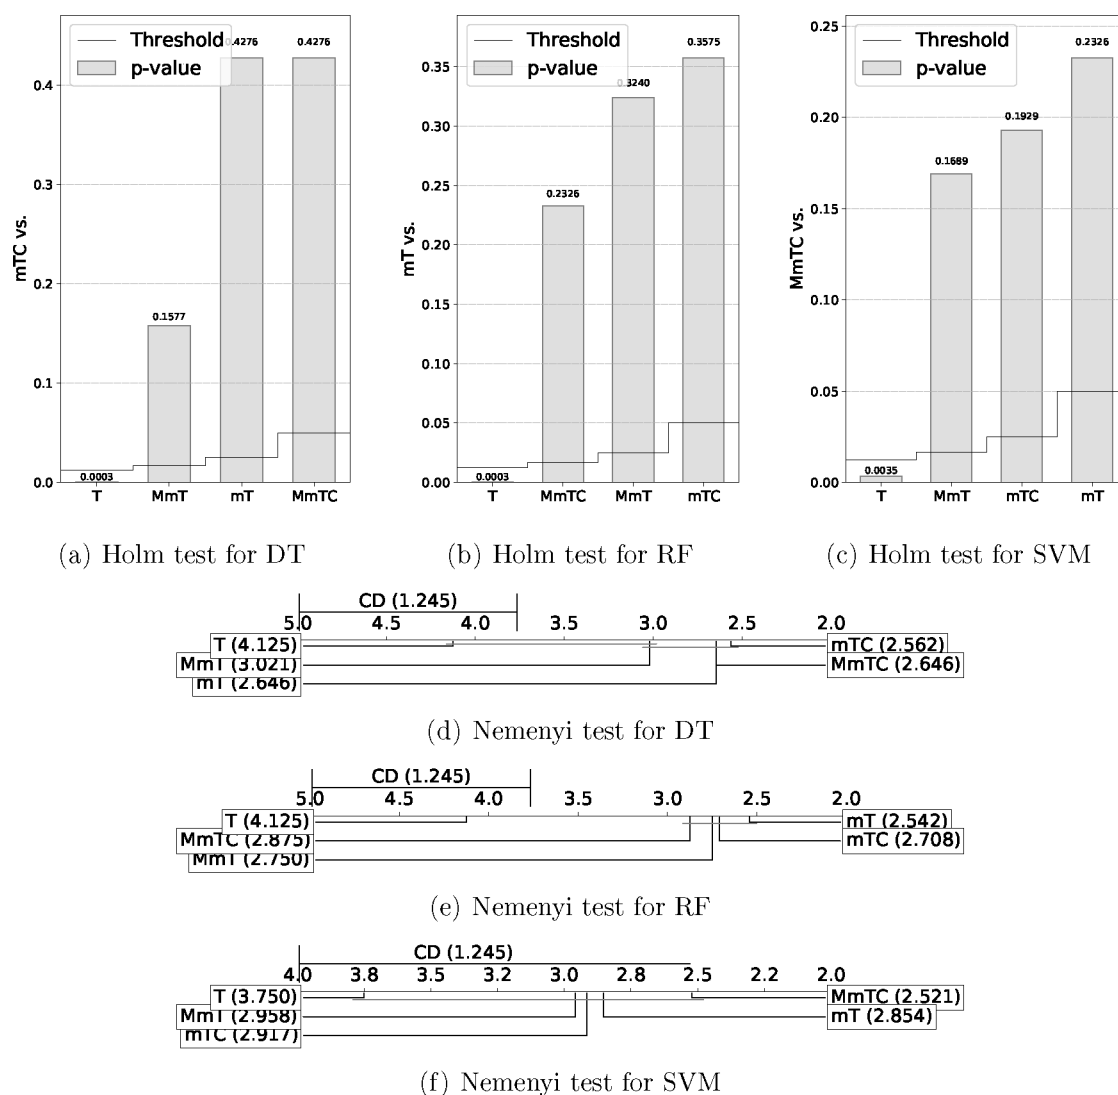 Threshold
p-value
0.4276
0.4276
0.4
0.3
0.2
0.1
0.0
mTC vs.
0.1577
0.0003
T MmT mT MmTC
(a) Holm test for DT
Threshold
p-value
0.3575
0.3240
0.2326
0.0003
0.35
0.30
0.25
0.20
0.15
0.10
0.05
0.00
mT vs.
T MmTC MmT mTC
(b) Holm test for RF
Threshold
p-value
0.2326
0.1929
0.1689
0.0035
0.25
0.20
0.15
0.10
0.05
0.00
MmTC vs.
T MmT mTC mT
(c) Holm test for SVM
CD (1.245)
5.0 4.5 4.0 3.5 3.0 2.5 2.0
T (4.125) mTC (2.562)
MmT (3.021) MmTC (2.646)
mT (2.646)
(d) Nemenyi test for DT
CD (1.245)
5.0 4.5 4.0 3.5 3.0 2.5 2.0
T (4.125) mT (2.542)
MmTC (2.875) mTC (2.708)
MmT (2.750)
(e) Nemenyi test for RF
CD (1.245)
4.0 3.8 3.5 3.2 3.0 2.8 2.5 2.2 2.0
T (3.750) MmTC (2.521)
MmT (2.958) mT (2.854)
mTC (2.917)
(f) Nemenyi test for SVM